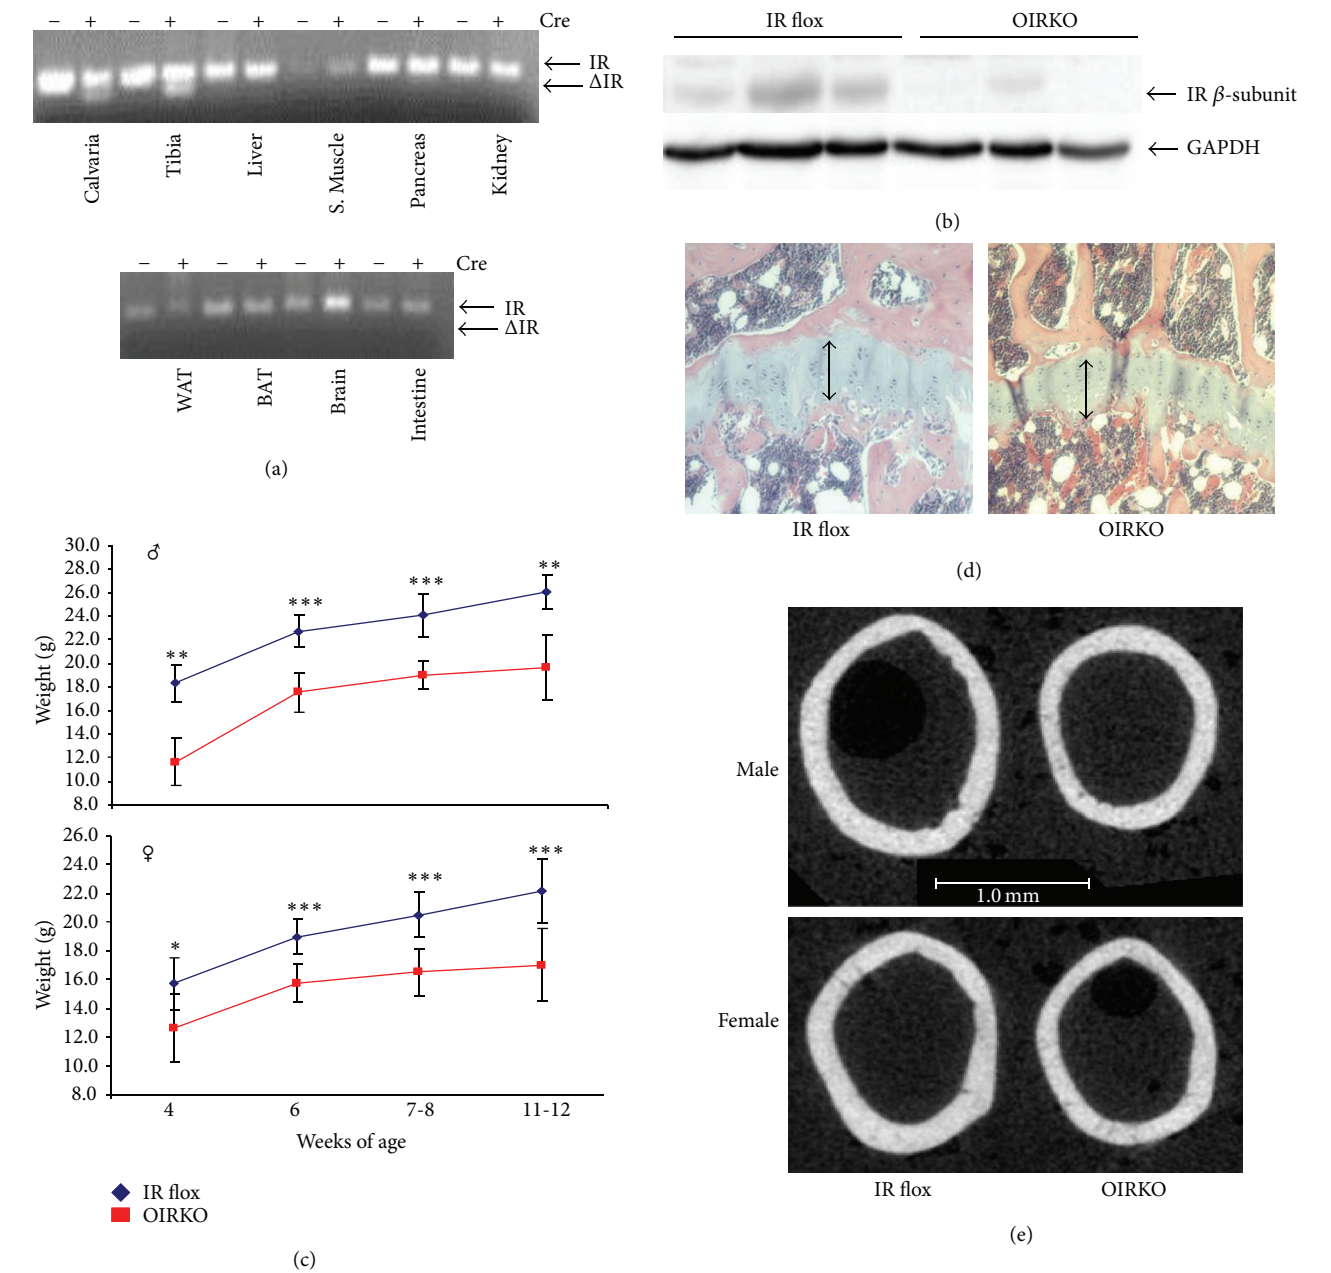 − + − + − + − + − + − + Cre
IR
ΔIR
Calvaria
Tibia
Liver
S. Muscle
Pancreas
Kidney
− + − + − + − + Cre
IR
ΔIR
WAT
BAT
Brain
Intestine
(a)
IR flox OIRKO
IR β-subunit
GAPDH
(b)
IR flox OIRKO
(d)
♂
30.0
28.0
26.0
24.0
22.0
20.0
18.0
16.0
14.0
12.0
10.0
8.0
Weight (g)
** *** *** **
♀
26.0
24.0
22.0
20.0
18.0
16.0
14.0
12.0
10.0
8.0
Weight (g)
* *** *** ***
4 6 7-8 11-12
Weeks of age
IR flox
OIRKO
(c)
Male
1.0 mm
Female
IR flox OIRKO
(e)